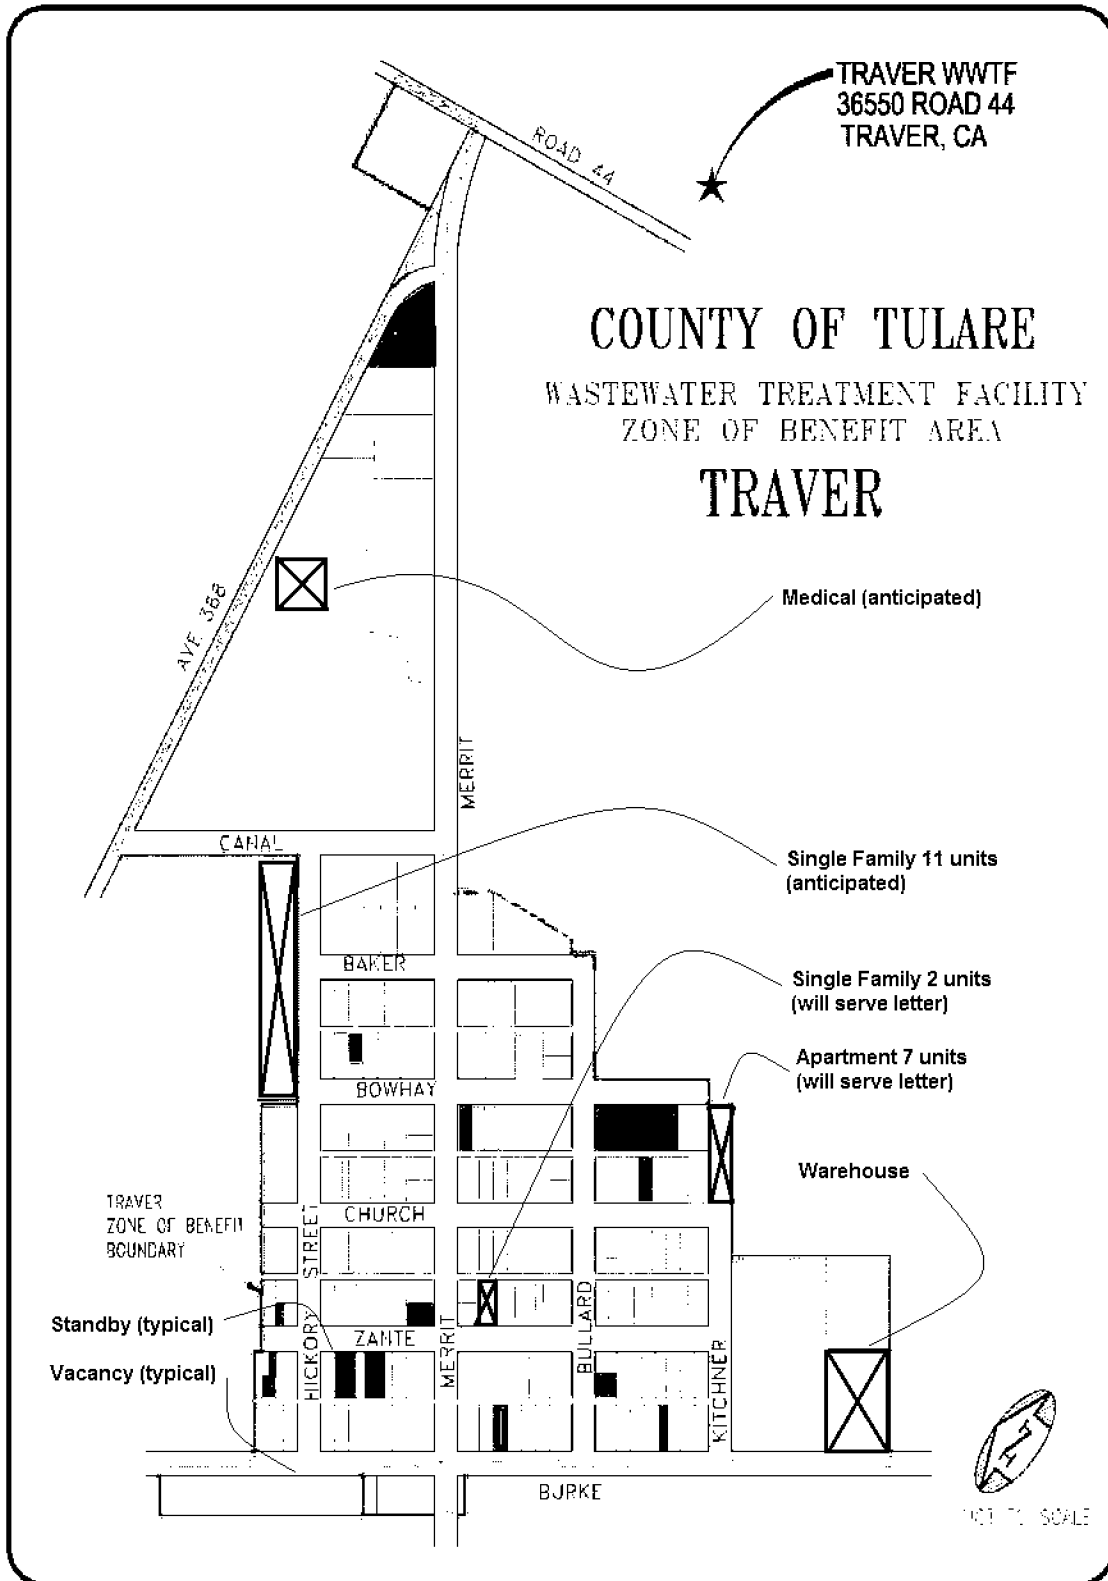 TRAVER WWTF
36550 ROAD 44
TRAVER, CA
ROAD 44
COUNTY OF TULARE
WASTEWATER TREATMENT FACILITY
ZONE OF BENEFIT AREA
TRAVER
Medical (anticipated)
AVE 388
MERRIT
CANAL
Single Family 11 units
(anticipated)
BAKER
Single Family 2 units
(will serve letter)
Apartment 7 units
(will serve letter)
BOWHAY
Warehouse
TRAVER
ZONE OF BENEFIT
BOUNDARY
CHURCH
HICKORY STREET
Standby (typical)
ZANTE
MERRIT
BULLARD
KITCHNER
Vacancy (typical)
BURKE
NOT TO SCALE